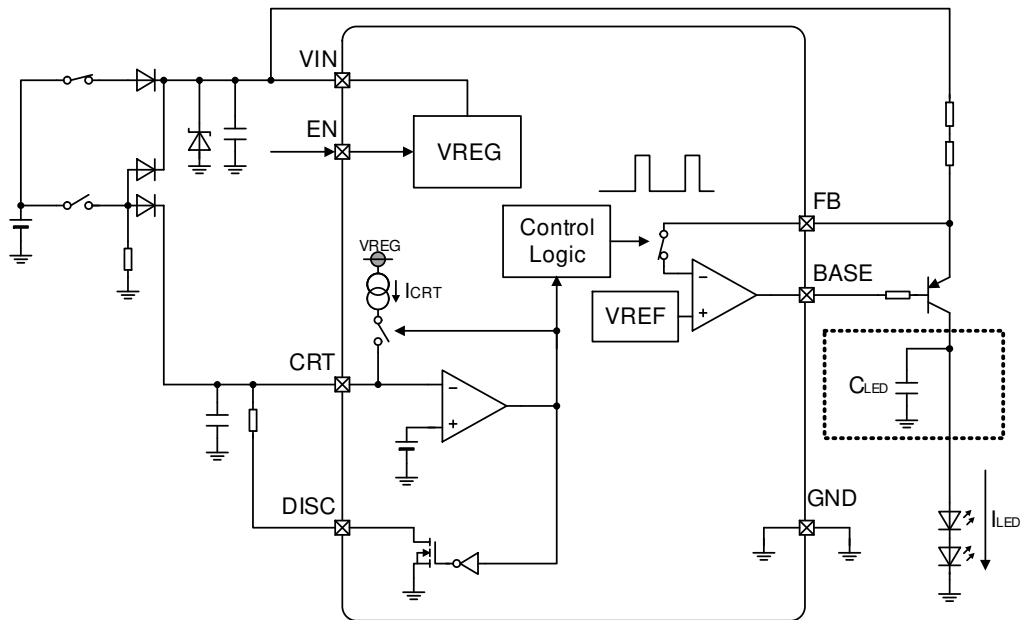 VIN
EN
VREG
Control
Logic
FB
VREG
ICRT
BASE
VREF
−
+
CRT
−
+
CLED
DISC
GND
ILED